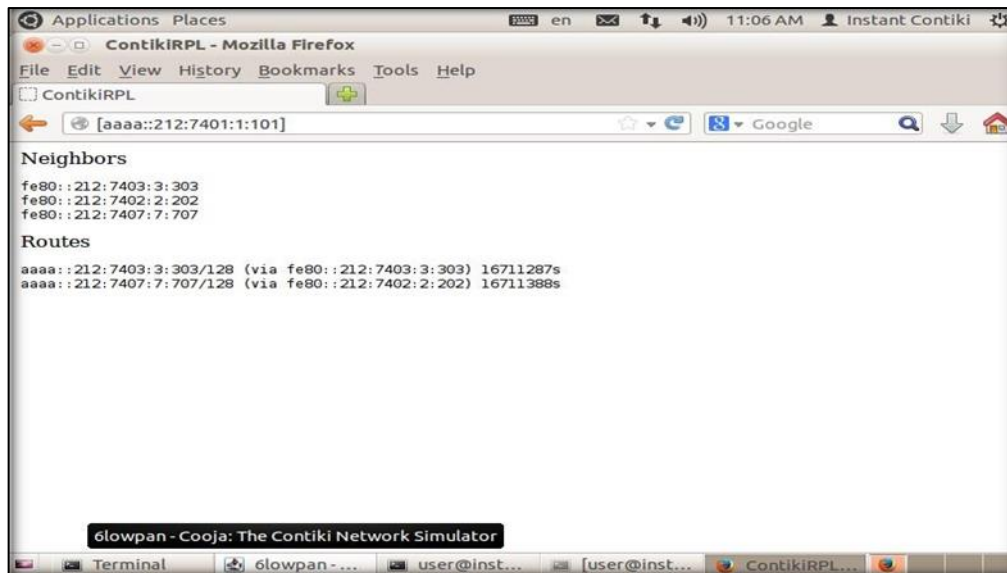 Applications Places en 11:06 AM Instant Contiki
ContikiRPL - Mozilla Firefox
File Edit View History Bookmarks Tools Help
ContikiRPL
[aaaa::212:7401:1:101] Google
Neighbors
fe80::212:7403:3:303
fe80::212:7402:2:202
fe80::212:7407:7:707
Routes
aaaa::212:7403:3:303/128 (via fe80::212:7403:3:303) 16711287s
aaaa::212:7407:7:707/128 (via fe80::212:7402:2:202) 16711388s
6lowpan - Cooja: The Contiki Network Simulator
Terminal 6lowpan - ... user@inst... [user@inst... ContikiRPL...